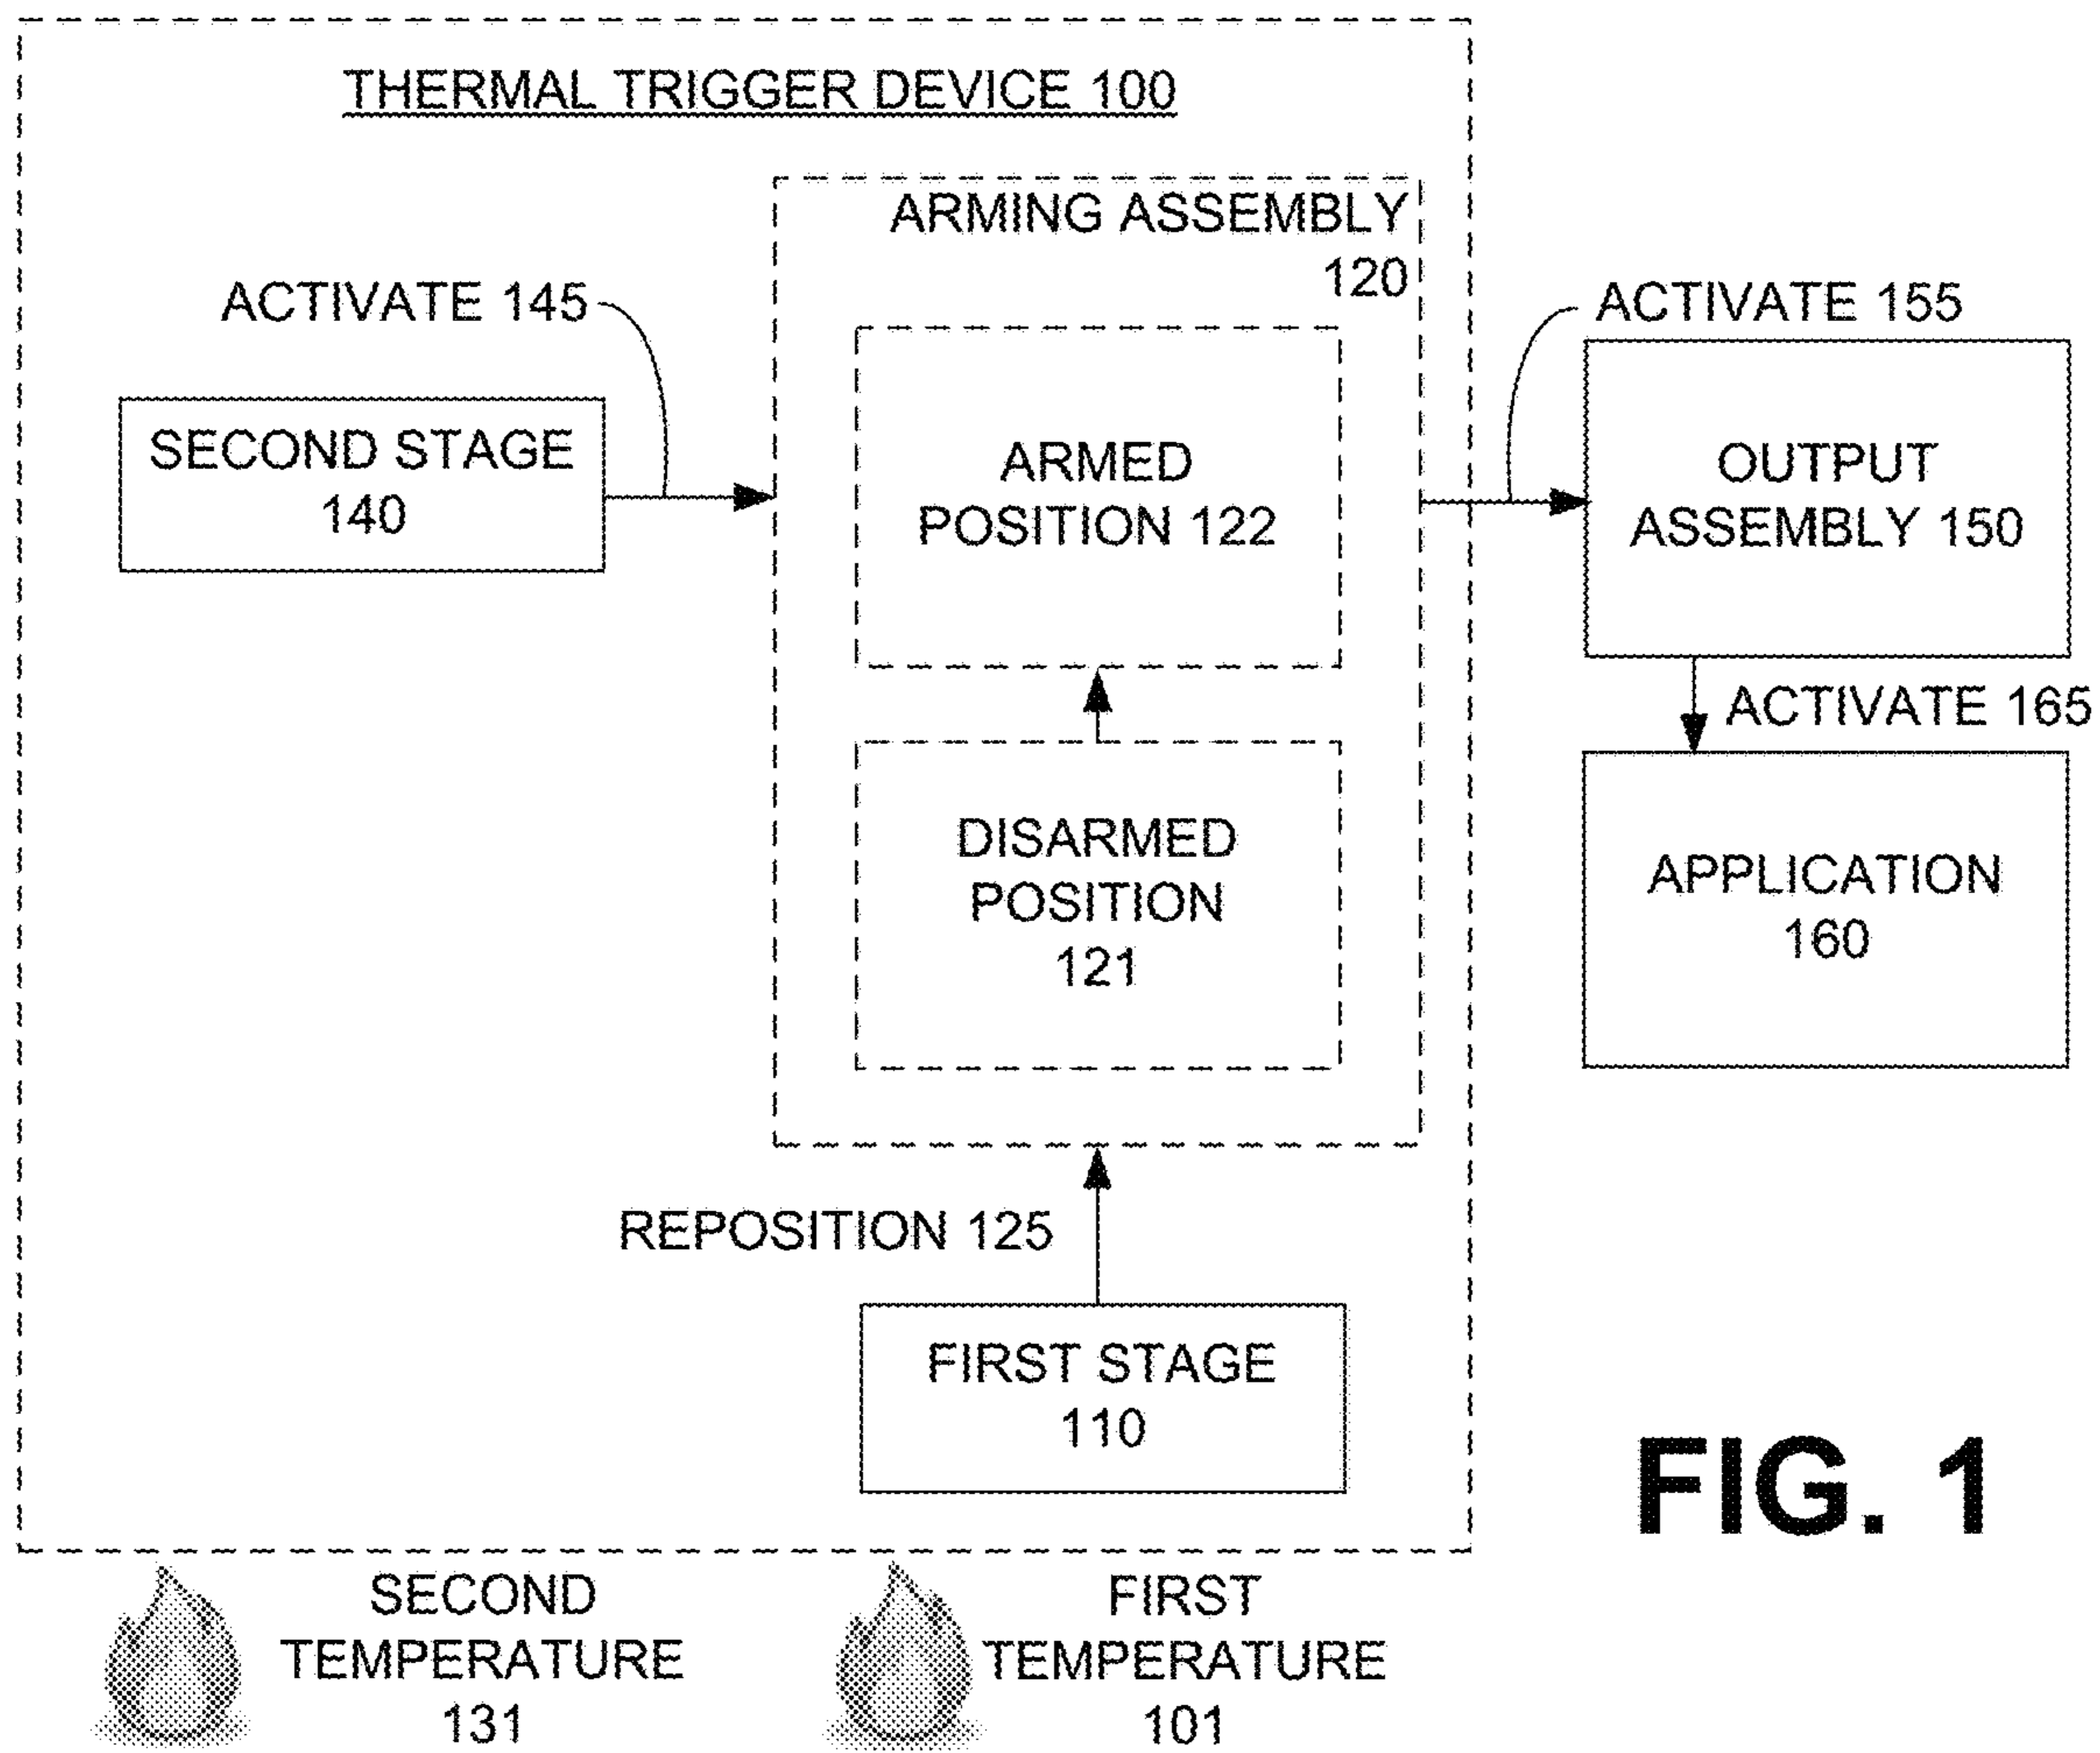 THERMAL TRIGGER DEVICE 100
ARMING ASSEMBLY
120
ACTIVATE 145
ACTIVATE 155
SECOND STAGE
140
ARMED
POSITION 122
OUTPUT
ASSEMBLY 150
ACTIVATE 165
DISARMED
POSITION
121
APPLICATION
160
REPOSITION 125
FIRST STAGE
110
FIG. 1
SECOND
TEMPERATURE
131
FIRST
TEMPERATURE
101